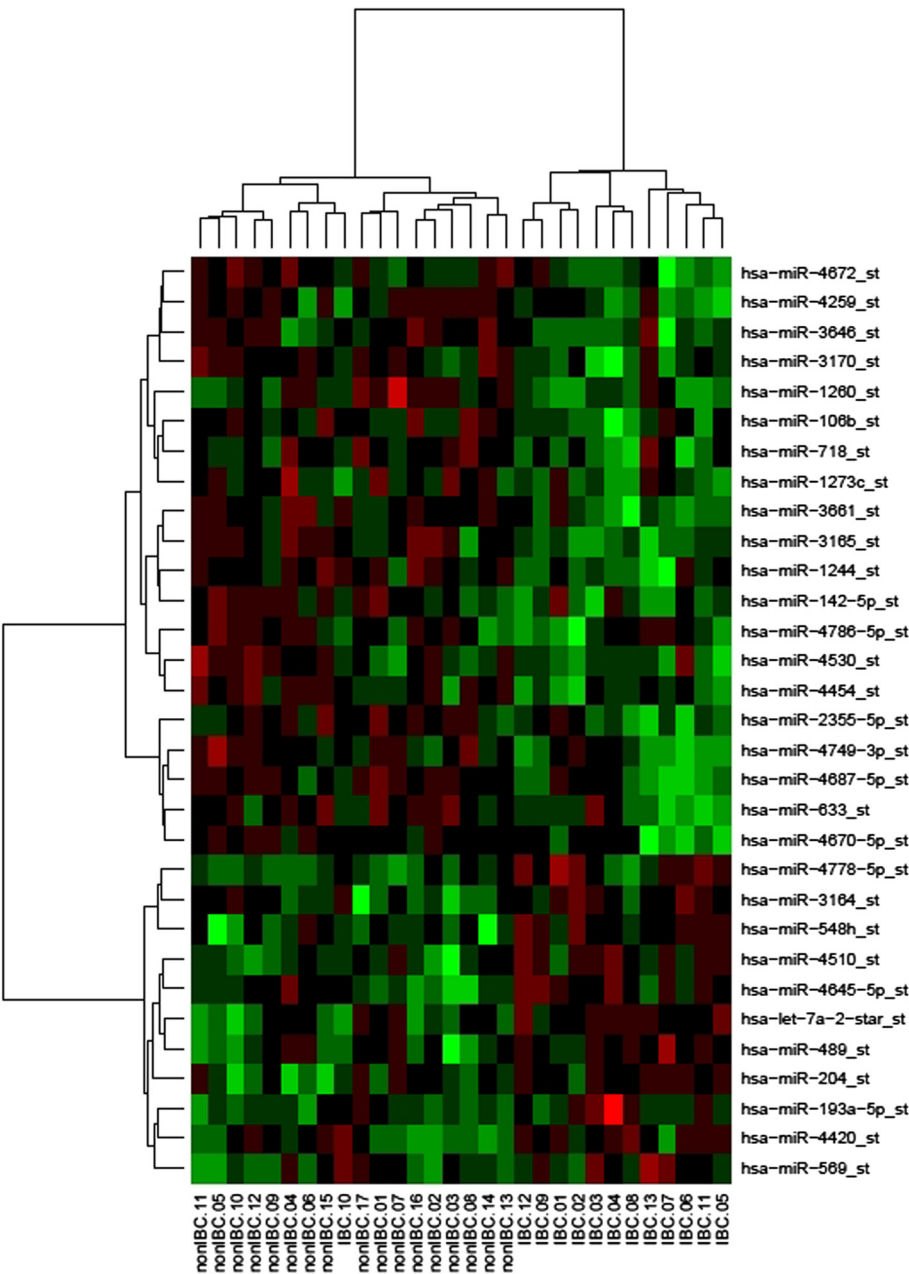 hsa-miR-4672_st
hsa-miR-4259_st
hsa-miR-3646_st
hsa-miR-3170_st
hsa-miR-1260_st
hsa-miR-106b_st
hsa-miR-718_st
hsa-miR-1273c_st
hsa-miR-3661_st
hsa-miR-3165_st
hsa-miR-1244_st
hsa-miR-142-5p_st
hsa-miR-4786-5p_st
hsa-miR-4530_st
hsa-miR-4454_st
hsa-miR-2355-5p_st
hsa-miR-4749-3p_st
hsa-miR-4687-5p_st
hsa-miR-633_st
hsa-miR-4670-5p_st
hsa-miR-4778-5p_st
hsa-miR-3164_st
hsa-miR-548h_st
hsa-miR-4510_st
hsa-miR-4645-5p_st
hsa-let-7a-2-star_st
hsa-miR-489_st
hsa-miR-204_st
hsa-miR-193a-5p_st
hsa-miR-4420_st
hsa-miR-569_st
nonIBC.11
nonIBC.05
nonIBC.10
nonIBC.12
nonIBC.09
nonIBC.04
nonIBC.06
nonIBC.15
IBC.10
nonIBC.17
nonIBC.01
nonIBC.07
nonIBC.16
nonIBC.02
nonIBC.03
nonIBC.08
nonIBC.14
nonIBC.13
IBC.12
IBC.09
IBC.01
IBC.02
IBC.03
IBC.04
IBC.08
IBC.13
IBC.07
IBC.06
IBC.11
IBC.05